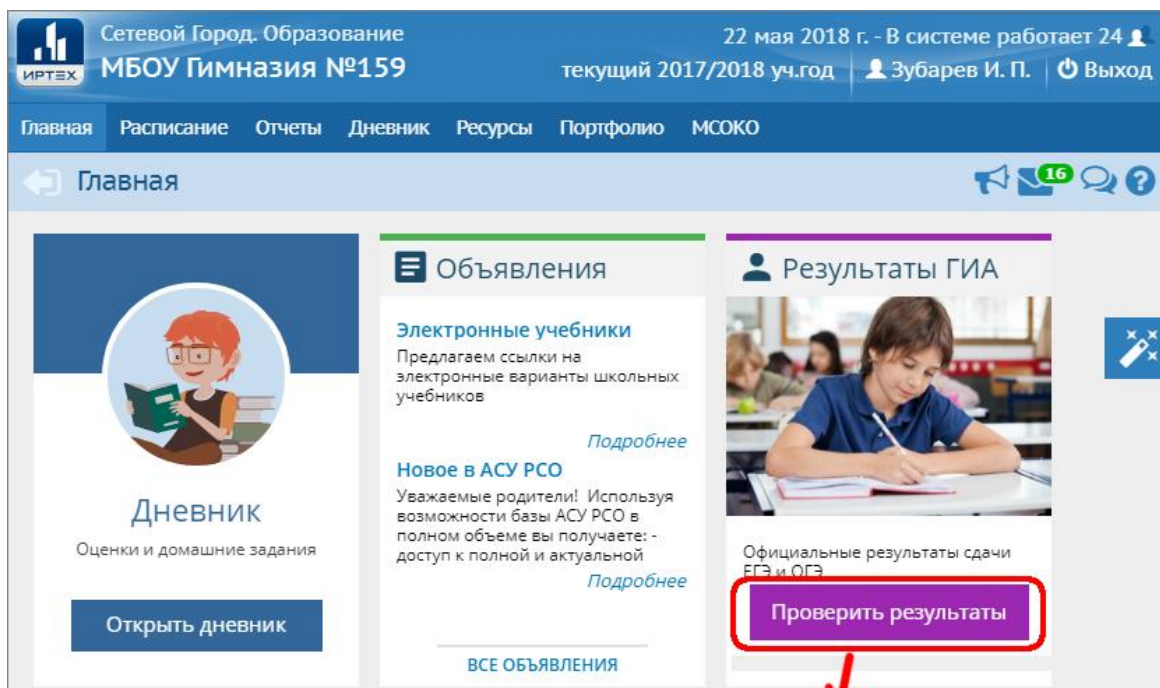 Сетевой Город. Образование
22 мая 2018 г. - В системе работает 24
ИРТЕХ
МБОУ Гимназия №159
текущий 2017/2018 уч.год
Зубарев И. П.
Выход
Главная
Расписание
Отчеты
Дневник
Ресурсы
Портфолио
МСОКО
Главная
16
Дневник
Оценки и домашние задания
Открыть дневник
Объявления
Электронные учебники
Предлагаем ссылки на
электронные варианты школьных
учебников
Подробнее
Новое в АСУ РСО
Уважаемые родители! Используя
возможности базы АСУ РСО в
полном объеме вы получаете: -
доступ к полной и актуальной
Подробнее
ВСЕ ОБЪЯВЛЕНИЯ
Результаты ГИА
Официальные результаты сдачи
ЕГЭ и ОГЭ
Проверить результаты